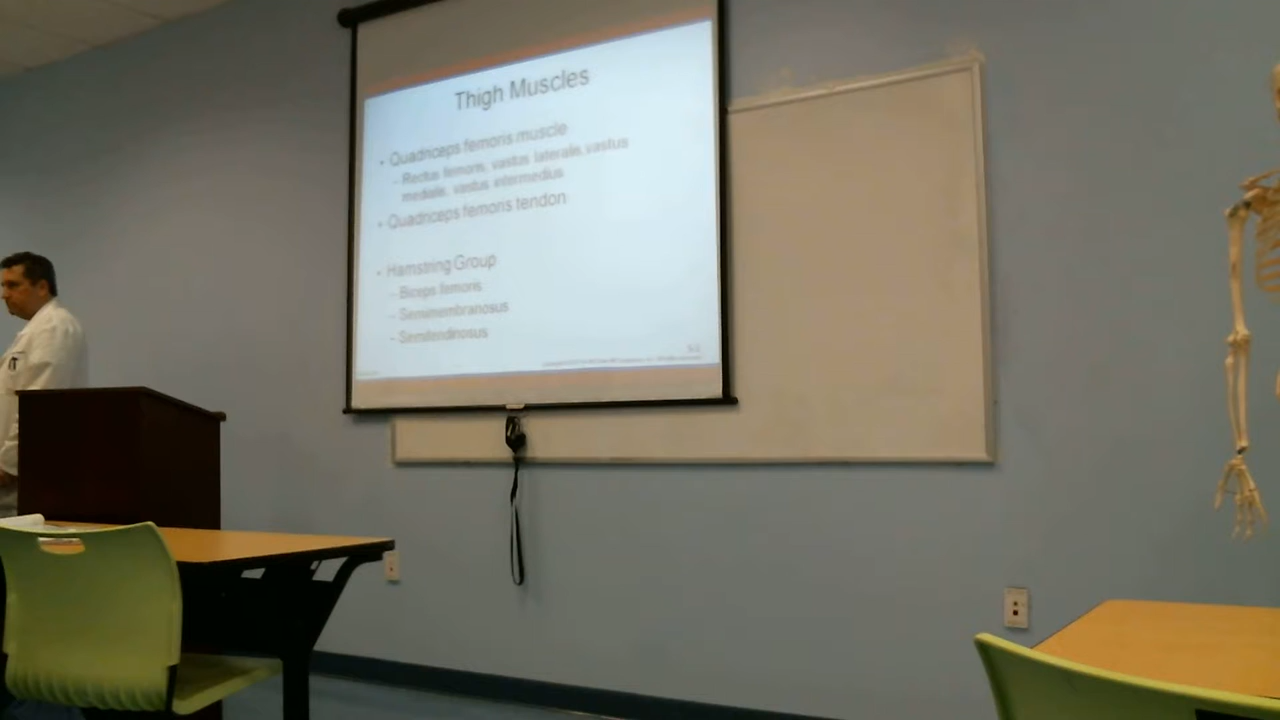 Thigh Muscles
• Quadriceps femoris muscle
– Rectus femoris, vastus lateralis, vastus
medialis, vastus intermedius
• Quadriceps femoris tendon
• Hamstring Group
– Biceps femoris
– Semimembranosus
– Semitendinosus